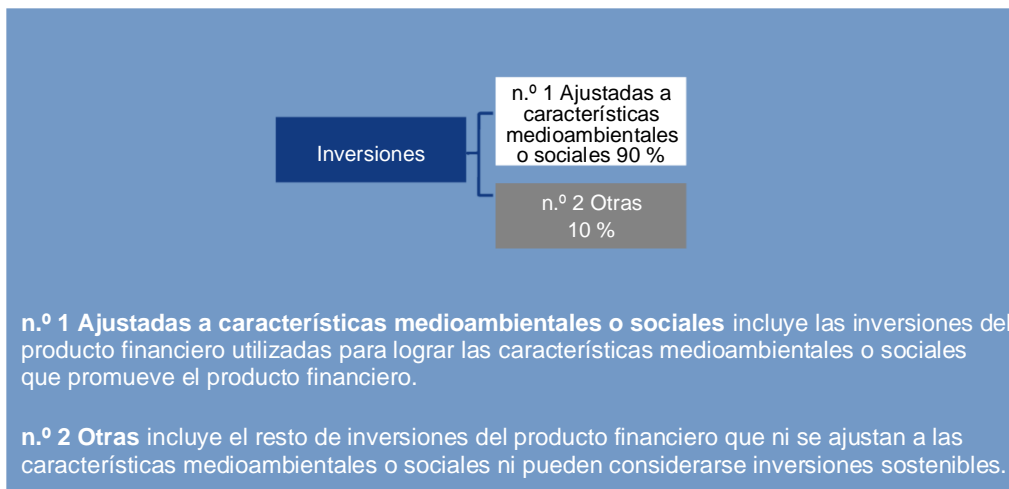 Inversiones
n.º 1 Ajustadas a
características
medioambientales
o sociales 90 %
n.º 2 Otras
10 %
n.º 1 Ajustadas a características medioambientales o sociales incluye las inversiones del
producto financiero utilizadas para lograr las características medioambientales o sociales
que promueve el producto financiero.
n.º 2 Otras incluye el resto de inversiones del producto financiero que ni se ajustan a las
características medioambientales o sociales ni pueden considerarse inversiones sostenibles.